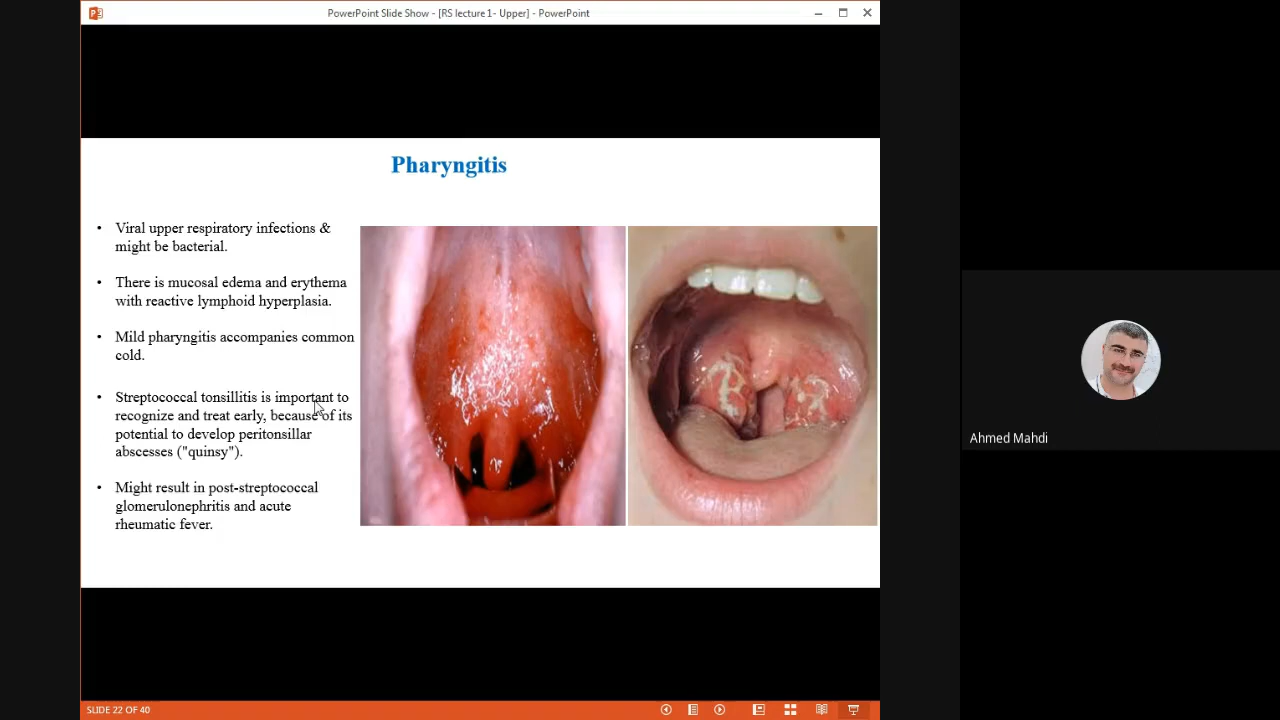 PowerPoint Slide Show - [RS lecture 1- Upper] - PowerPoint
Pharyngitis
• Viral upper respiratory infections &
might be bacterial.
• There is mucosal edema and erythema
with reactive lymphoid hyperplasia.
• Mild pharyngitis accompanies common
cold.
• Streptococcal tonsillitis is important to
recognize and treat early, because of its
potential to develop peritonsillar
abscesses ("quinsy").
• Might result in post-streptococcal
glomerulonephritis and acute
rheumatic fever.
Ahmed Mahdi
SLIDE 22 OF 40